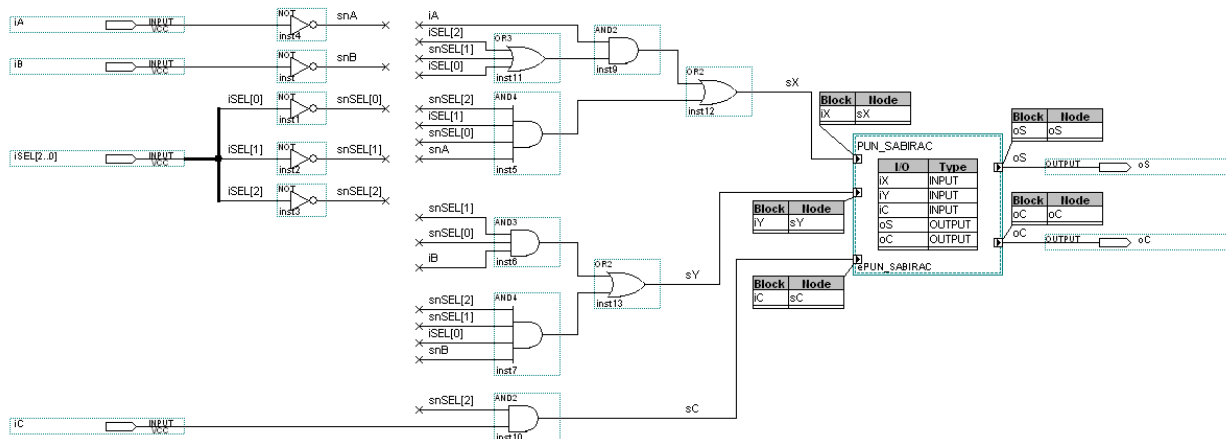 iA
INPUT
VCC
NOT
inst4
snA
iB
INPUT
VCC
NOT
inst
snB
iSEL[2..0]
INPUT
VCC
iSEL[0]
NOT
inst1
snSEL[0]
iSEL[1]
NOT
inst2
snSEL[1]
iSEL[2]
NOT
inst3
snSEL[2]
iA
iSEL[2]
snSEL[1]
iSEL[0]
OR3
inst11
AND2
inst9
snSEL[2]
iSEL[1]
snSEL[0]
snA
AND4
inst5
OR2
inst12
sX
snSEL[1]
snSEL[0]
iB
AND3
inst6
snSEL[2]
snSEL[1]
iSEL[0]
snB
AND4
inst7
OR2
inst13
sY
iC
INPUT
VCC
snSEL[2]
AND2
inst10
sC
Block Node
iX sX
Block Node
iY sY
Block Node
iC sC
PUN_SABIRAC
I/O Type
iX INPUT
iY INPUT
iC INPUT
oS OUTPUT
oC OUTPUT
ePUN_SABIRAC
Block Node
oS oS
oS
OUTPUT
oS
Block Node
oC oC
oC
OUTPUT
oC